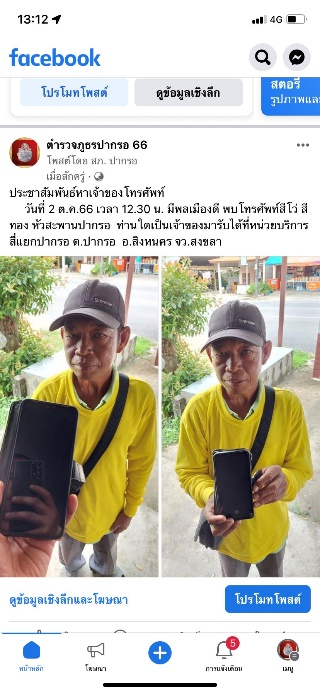 13:12
4G
facebook
โปรโมทโพสต์
ดูข้อมูลเชิงลึก
สตอรี่
ตำรวจภูธรปากรอ 66
โพสต์โดย สภ. ปากรอ
เมื่อสักครู่ ·
ประชาสัมพันธ์หาเจ้าของโทรศัพท์
วันที่ 2 ต.ค.66 เวลา 12.30 น. มีพลเมืองดี พบโทรศัพท์สีโว่ สี
ทอง หัวสะพานปากรอ ท่านใดเป็นเจ้าของมารับได้ที่หน่วยบริการ
สี่แยกปากรอ ต.ปากรอ อ.สิงหนคร จว.สงขลา
ดูข้อมูลเชิงลึกและโฆษณา
โปรโมทโพสต์
5
หน้าหลัก
โฆษณา
การแจ้งเตือน
เมนู